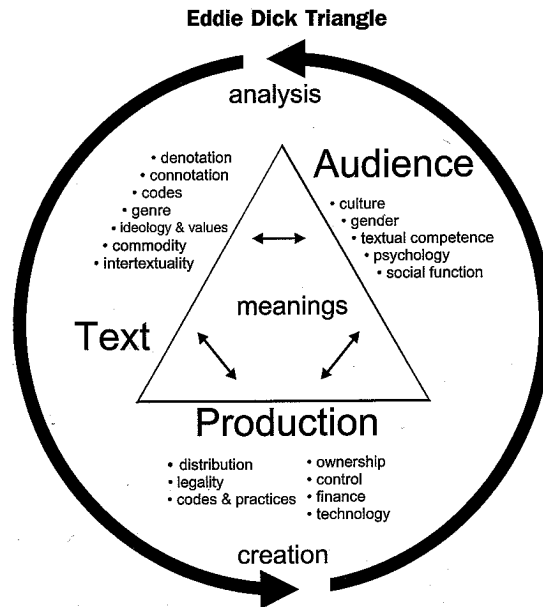 Eddie Dick Triangle
analysis
• denotation
• connotation
• codes
• genre
• ideology & values
• commodity
• intertextuality
Text
Audience
• culture
• gender
• textual competence
• psychology
• social function
meanings
Production
• distribution
• legality
• codes & practices
• ownership
• control
• finance
• technology
creation